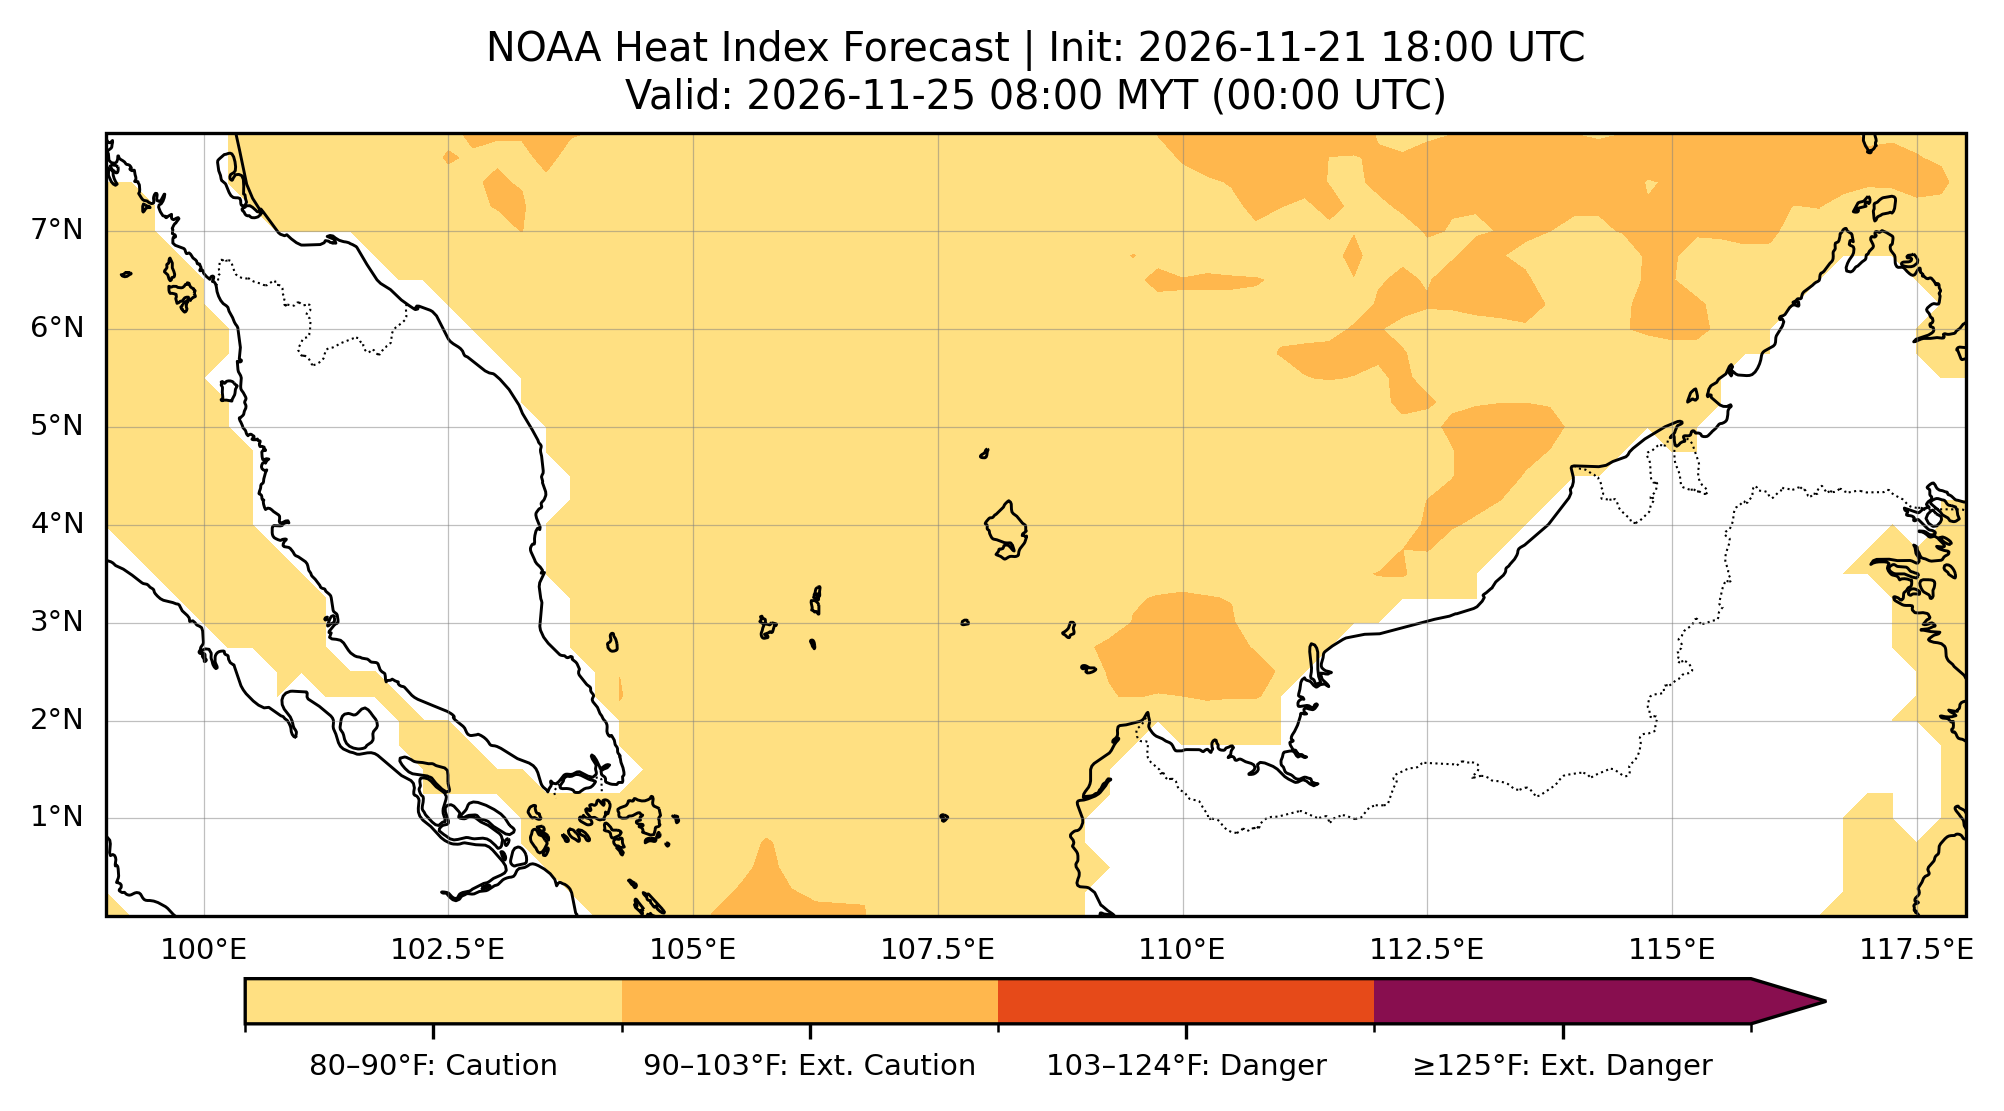 NOAA Heat Index Forecast | Init: 2026-11-21 18:00 UTC
Valid: 2026-11-25 08:00 MYT (00:00 UTC)
7°N
6°N
5°N
4°N
3°N
2°N
1°N
100°E
102.5°E
105°E
107.5°E
110°E
112.5°E
115°E
117.5°E
80–90°F: Caution
90–103°F: Ext. Caution
103–124°F: Danger
≥125°F: Ext. Danger